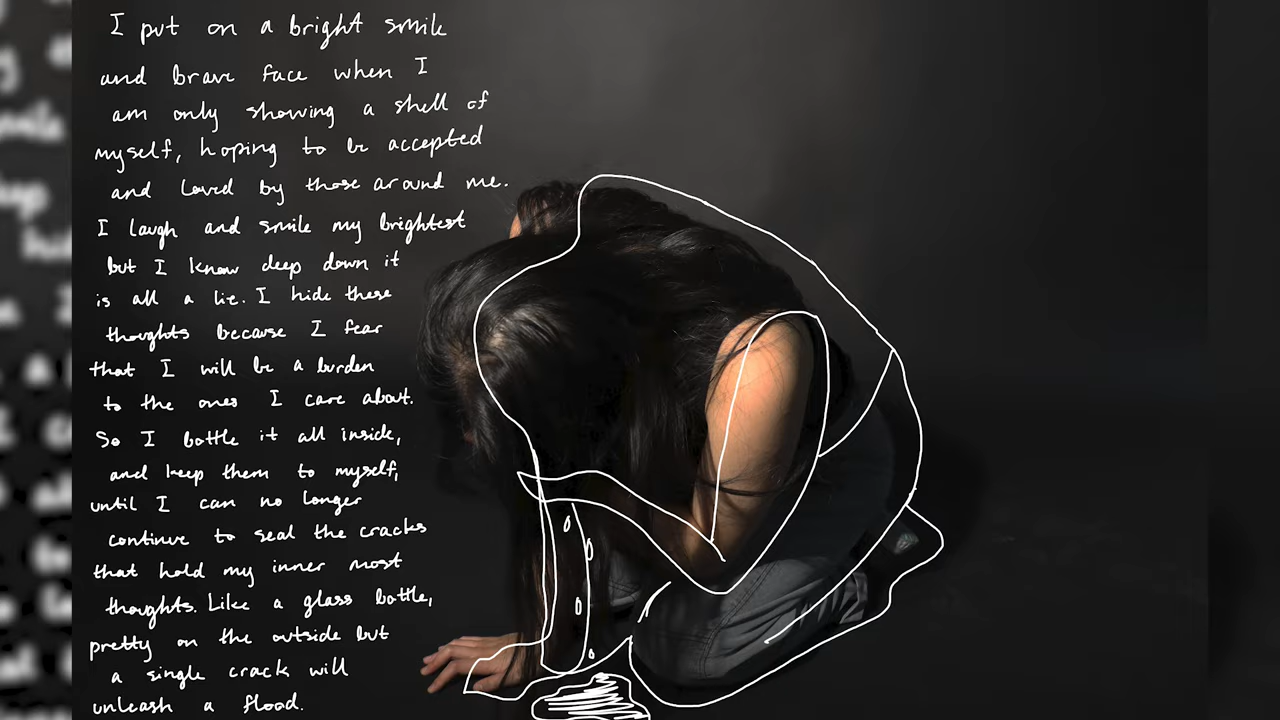 I put on a bright smile
and brave face when I
am only showing a shell of
myself, hoping to be accepted
and loved by those around me.
I laugh and smile my brightest
but I know deep down it
is all a lie. I hide these
thoughts because I fear
that I will be a burden
to the ones I care about.
So I bottle it all inside,
and keep them to myself,
until I can no longer
continue to seal the cracks
that hold my inner most
thoughts. Like a glass bottle,
pretty on the outside but
a single crack will
unleash a flood.